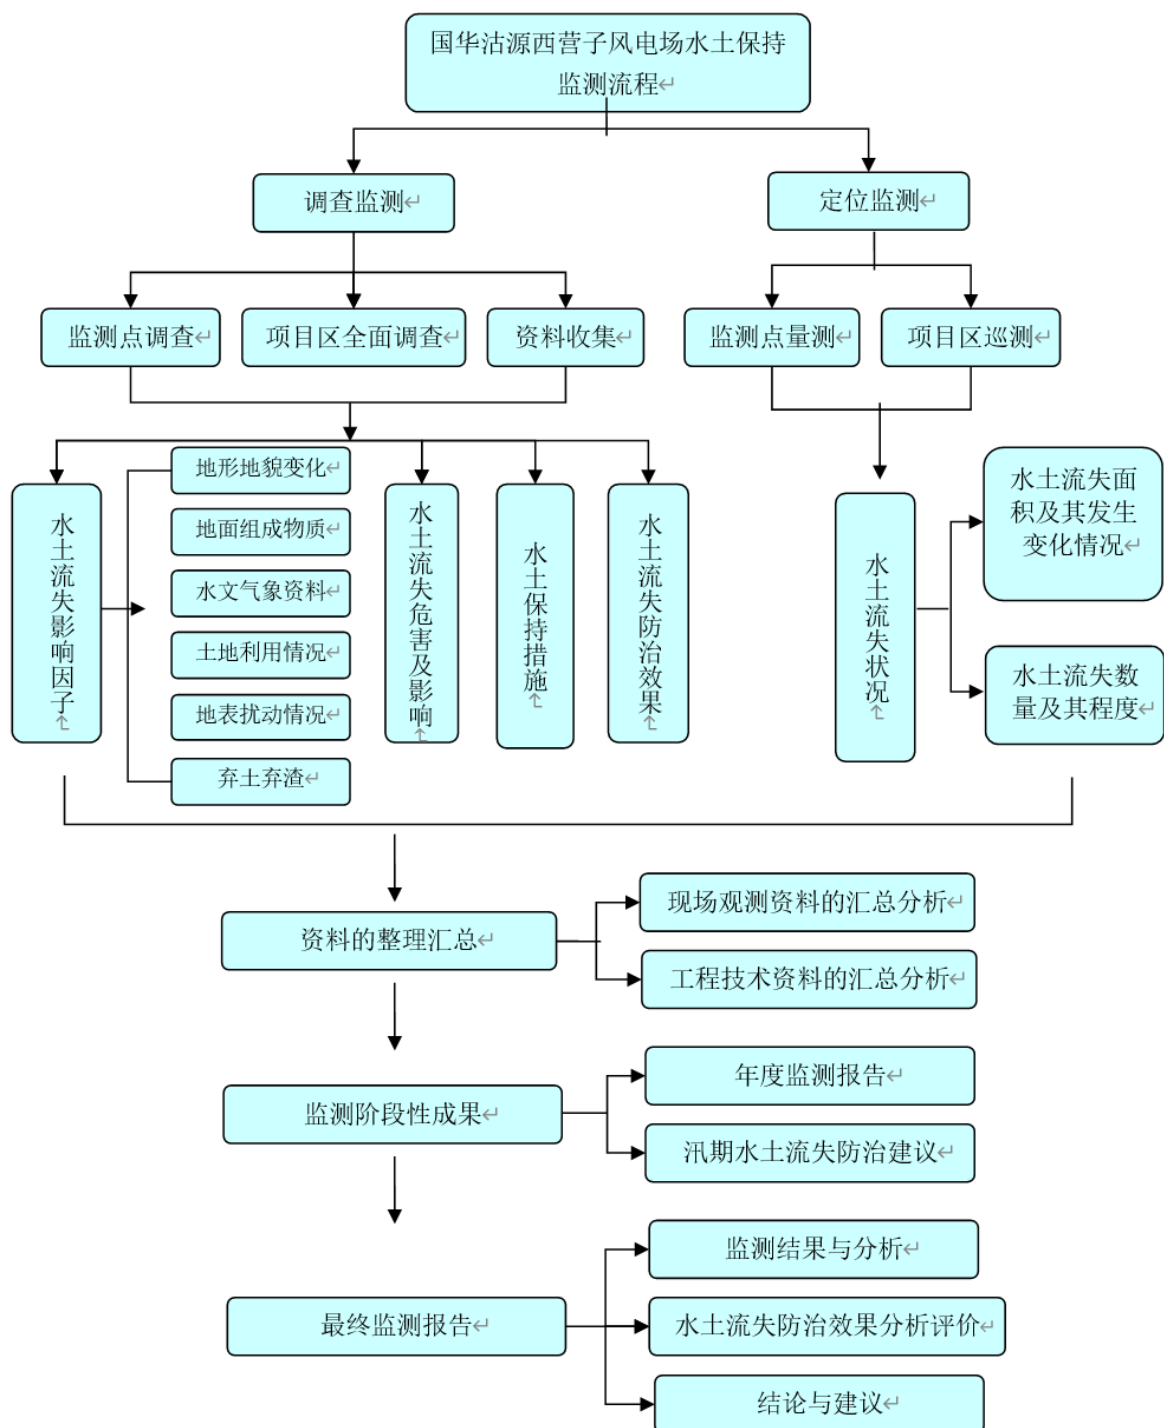 国华沽源西营子风电场水土保持
监测流程↵
调查监测↵
定位监测↵
监测点调查↵
项目区全面调查↵
资料收集↵
监测点量测↵
项目区巡测↵
水土流失影响因子↵
地形地貌变化↵
地面组成物质↵
水文气象资料↵
土地利用情况↵
地表扰动情况↵
弃土弃渣↵
水土流失危害及影响↵
水土保持措施↵
水土流失防治效果↵
水土流失状况↵
水土流失面
积及其发生
变化情况↵
水土流失数
量及其程度↵
资料的整理汇总↵
现场观测资料的汇总分析↵
工程技术资料的汇总分析↵
监测阶段性成果↵
年度监测报告↵
汛期水土流失防治建议↵
最终监测报告↵
监测结果与分析↵
水土流失防治效果分析评价↵
结论与建议↵